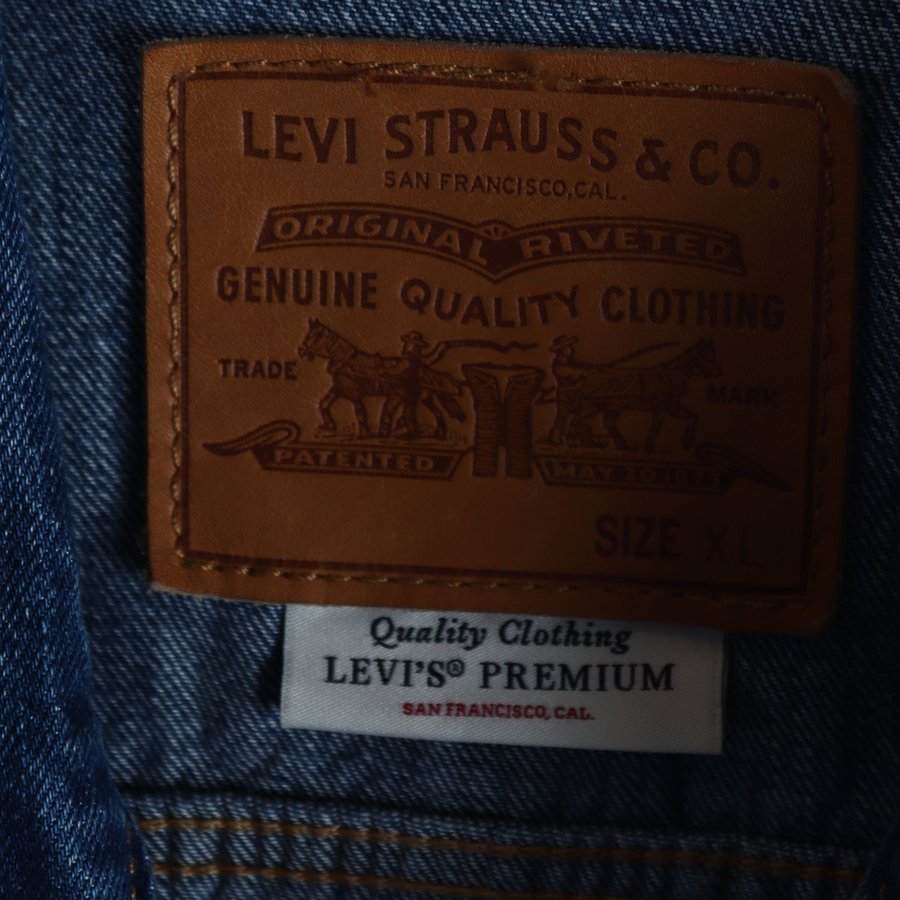 LEVI STRAUSS & CO.
SAN FRANCISCO, CAL.
ORIGINAL RIVETED
GENUINE QUALITY CLOTHING
TRADE MARK
PATENTED MAY 20 1873
SIZE XL
Quality Clothing
LEVI'S® PREMIUM
SAN FRANCISCO, CAL.